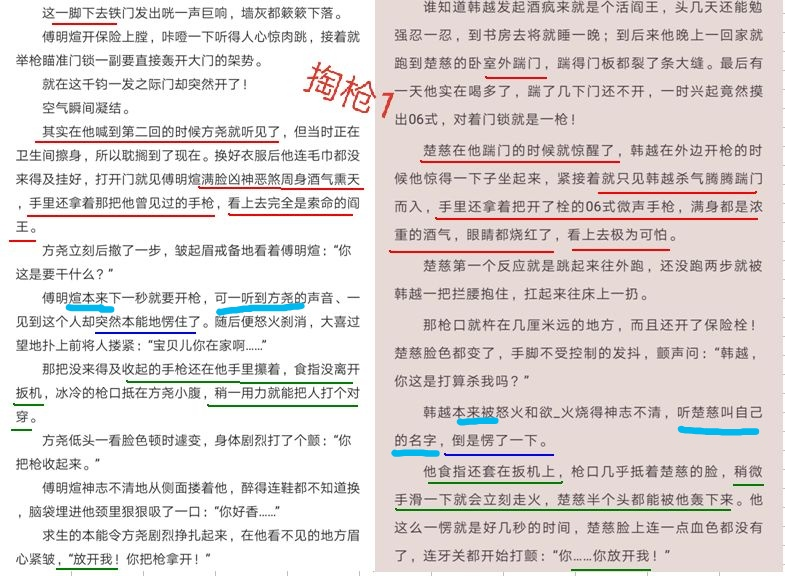 这一脚下去铁门发出咣一声巨响，墙灰都簌簌下落。
傅明煊开保险上膛，咔噔一下听得人心惊肉跳，接着就
举枪瞄准门锁一副要直接轰开大门的架势。
就在这千钧一发之际门却突然开了！
空气瞬间凝结。
其实在他喊到第二回的时候方尧就听见了，但当时正在
卫生间擦身，所以耽搁到了现在。换好衣服后他连毛巾都没
来得及挂好，打开门就见傅明煊满脸凶神恶煞周身酒气熏天
，手里还拿着那把他曾见过的手枪，看上去完全是索命的阎
王。
方尧立刻后撤了一步，皱起眉戒备地看着傅明煊：“你
这是要干什么？”
傅明煊本来下一秒就要开枪，可一听到方尧的声音、一
见到这个人却突然本能地愣住了。随后便怒火刹消，大喜过
望地扑上前将人搂紧：“宝贝儿你在家啊……”
那把没来得及收起的手枪还在他手里攥着，食指没离开
扳机，冰冷的枪口抵在方尧小腹，稍一用力就能把人打个对
穿。
方尧低头一看脸色顿时遽变，身体剧烈打了个颤：“你
把枪收起来。”
傅明煊神志不清地从侧面搂着他，醉得连鞋都不知道换
，脑袋埋进他颈里狠狠吸了一口：“你好香……”
求生的本能令方尧剧烈挣扎起来，在他看不见的地方眉
心紧皱，“放开我！你把枪拿开！”
掏枪1
谁知道韩越发起酒疯来就是个活阎王，头几天还能勉
强忍一忍，到书房去将就睡一晚；到后来他晚上一回家就
跑到楚慈的卧室外踹门，踹得门板都裂了条大缝。最后有
一天他实在喝多了，踹了几下门还不开，一时兴起竟然摸
出06式，对着门锁就是一枪！
楚慈在他踹门的时候就惊醒了，韩越在外边开枪的时
候他惊得一下子坐起来，紧接着就只见韩越杀气腾腾踹门
而入，手里还拿着把开了栓的06式微声手枪，满身都是浓
重的酒气，眼睛都烧红了，看上去极为可怕。
楚慈第一个反应就是跳起来往外跑，还没跑两步就被
韩越一把拦腰抱住，扛起来往床上一扔。
那枪口就杵在几厘米远的地方，而且还开了保险栓！
楚慈脸色都变了，手脚不受控制的发抖，颤声问：“韩越，
你这是打算杀我吗？”
韩越本来被怒火和欲_火烧得神志不清，听楚慈叫自己
的名字，倒是愣了一下。
他食指还套在扳机上，枪口几乎抵着楚慈的脸，稍微
手滑一下就会立刻走火，楚慈半个头都能被他轰下来。他
这么一愣就是好几秒的时间，楚慈脸上连一点血色都没有
了，连牙关都开始打颤：“你……你放开我！”